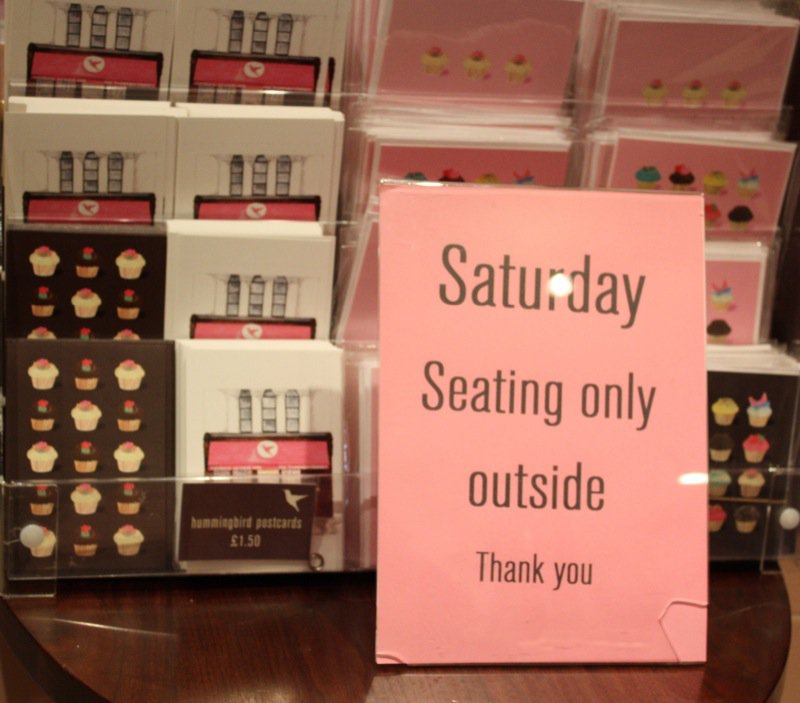 Saturday
Seating only
outside
Thank you
hummingbird postcards
£1.50